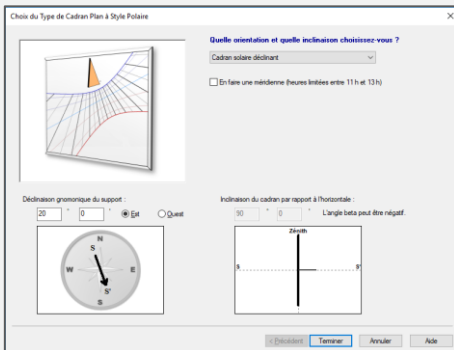 Choix du Type de Cadran Plan à Style Polaire
Quelle orientation et quelle inclinaison choisissez-vous ?
Cadran solaire déclinant
En faire une méridienne (heures limitées entre 11 h et 13 h)
Déclinaison gnomonique du support :
20 ° 0 ° Est Ouest
N
S
W E
S'
S
Inclinaison du cadran par rapport à l'horizontale :
90 ° 0 ° L'angle beta peut être négatif.
Zénith
S S'
< Précédent Terminer Annuler Aide